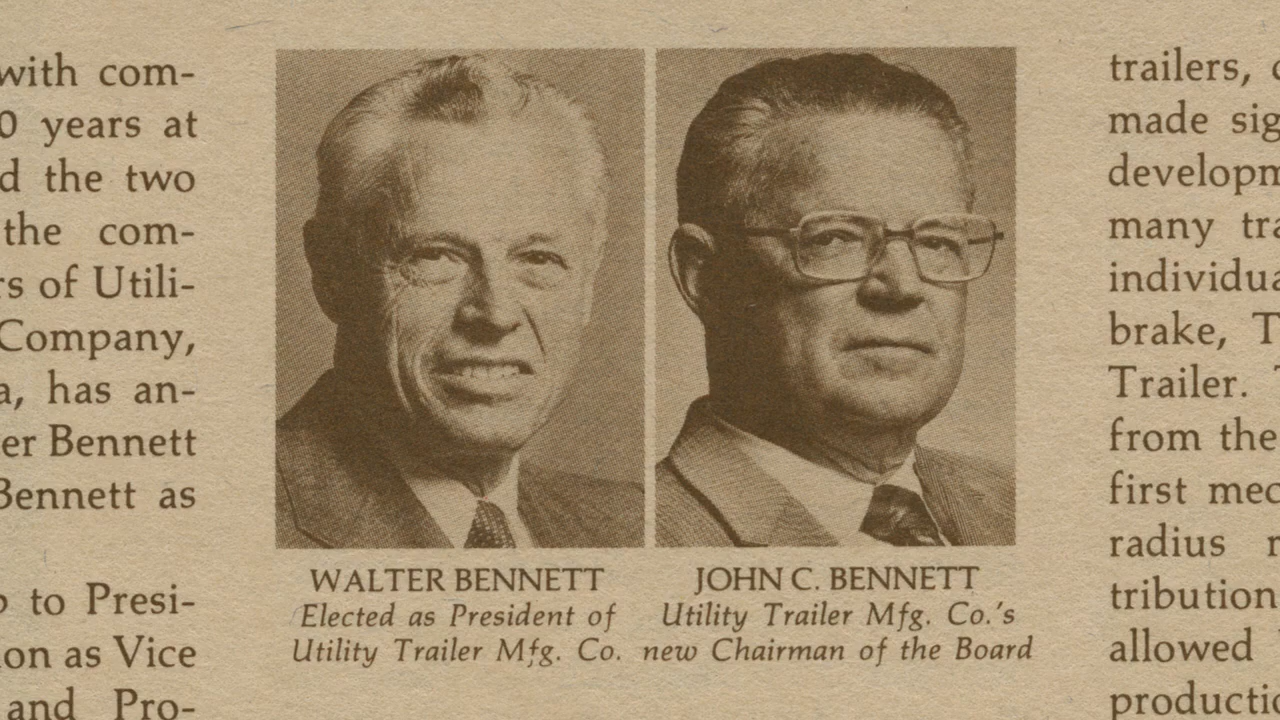 with com-
0 years at
d the two
the com-
rs of Utili-
Company,
a, has an-
er Bennett
Bennett as
to Presi-
on as Vice
and Pro-
WALTER BENNETT
Elected as President of
Utility Trailer Mfg. Co.
JOHN C. BENNETT
Utility Trailer Mfg. Co.'s
new Chairman of the Board
trailers,
made sig
developm
many tra
individua
brake, T
Trailer. T
from the
first mec
radius r
tribution
allowed
productio